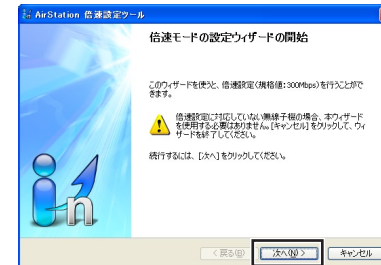 AirStation 倍速設定ツール
倍速モードの設定ウィザードの開始
このウィザードを使うと、倍速設定(規格値:300Mbps)を行うことがで
きます。
倍速設定に対応していない無線子機の場合、本ウィザード
を使用する必要はありません。[キャンセル]をクリックして、ウィ
ザードを終了してください。
続行するには、[次へ]をクリックしてください。
n
< 戻る(B) 次へ(N) > キャンセル